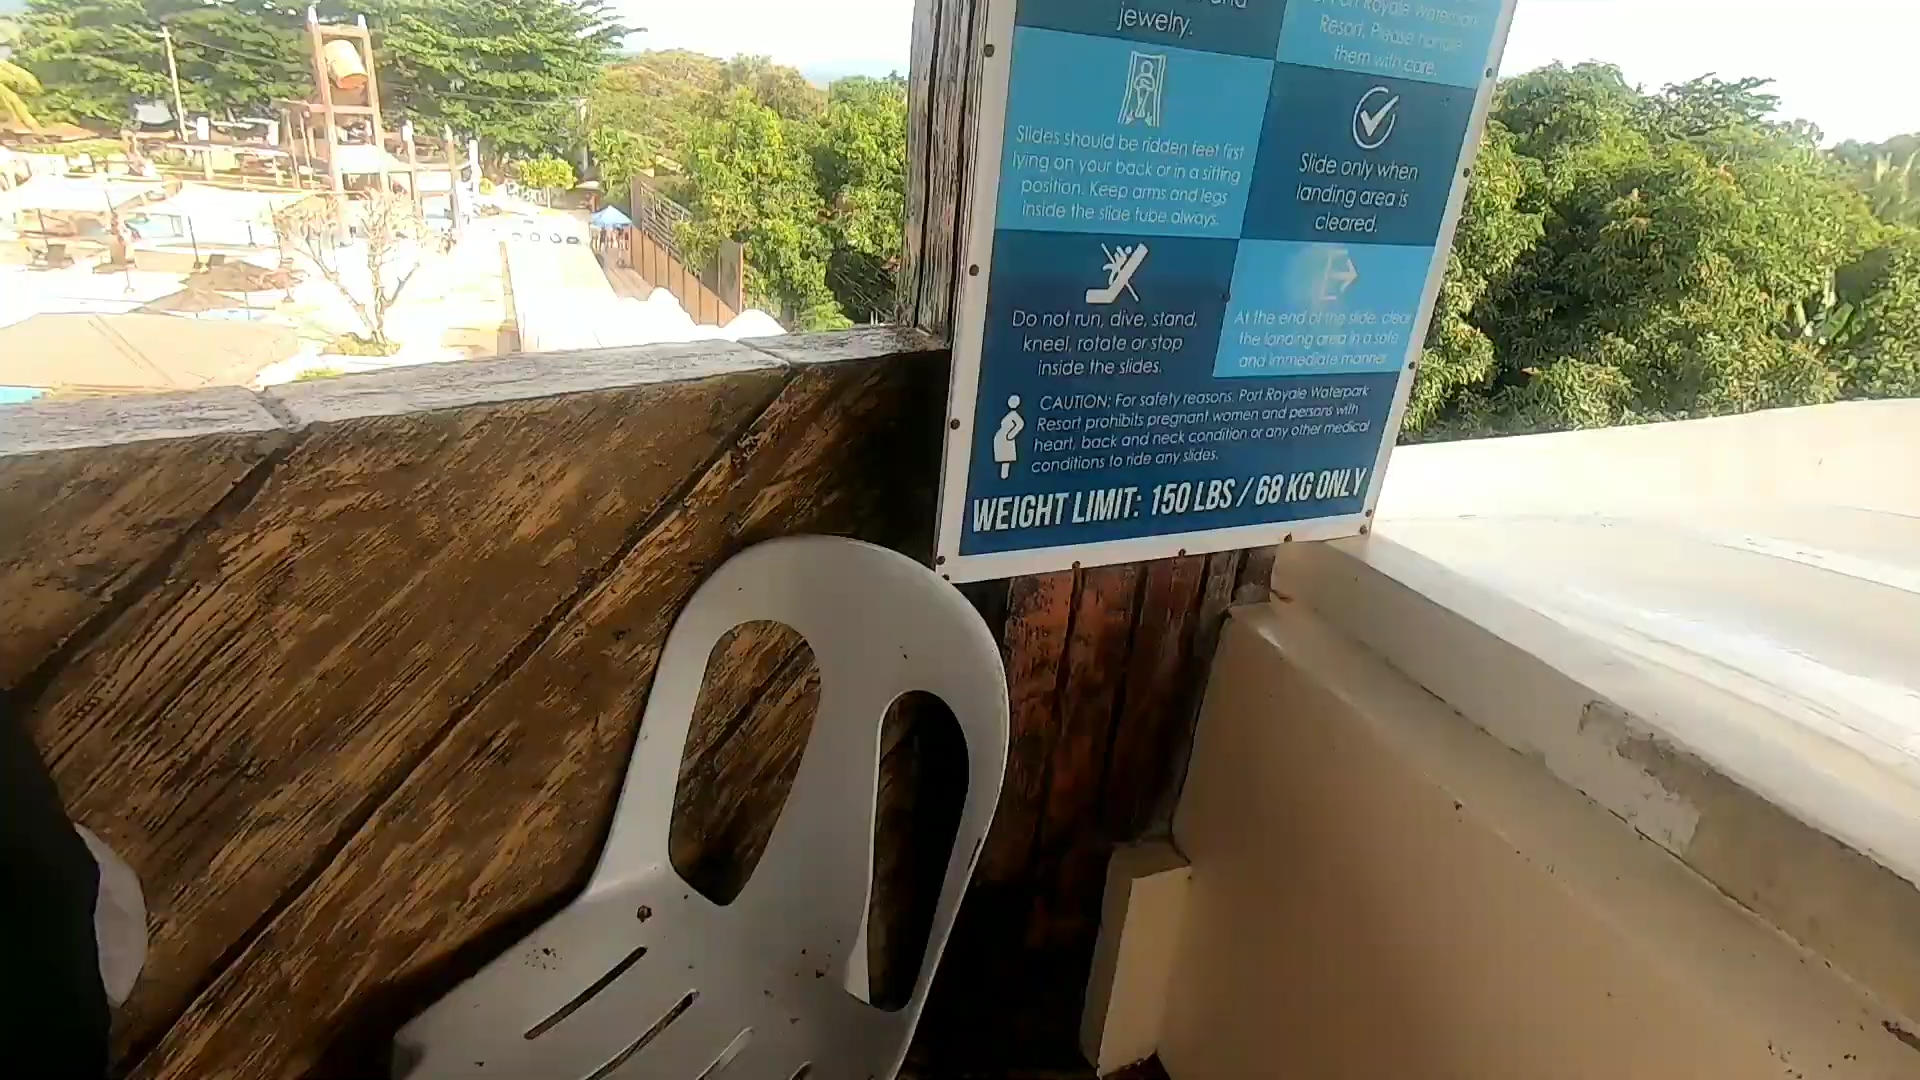 jewelry.
Port Royale Waterpark
Resort. Please handle
them with care.
Slides should be ridden feet first
lying on your back or in a sitting
position. Keep arms and legs
inside the slide tube always.
Slide only when
landing area is
cleared.
Do not run, dive, stand,
kneel, rotate or stop
inside the slides.
At the end of the slide, clear
the landing area in a safe
and immediate manner.
CAUTION: For safety reasons, Port Royale Waterpark
Resort prohibits pregnant women and persons with
heart, back and neck condition or any other medical
conditions to ride any slides.
WEIGHT LIMIT: 150 LBS / 68 KG ONLY